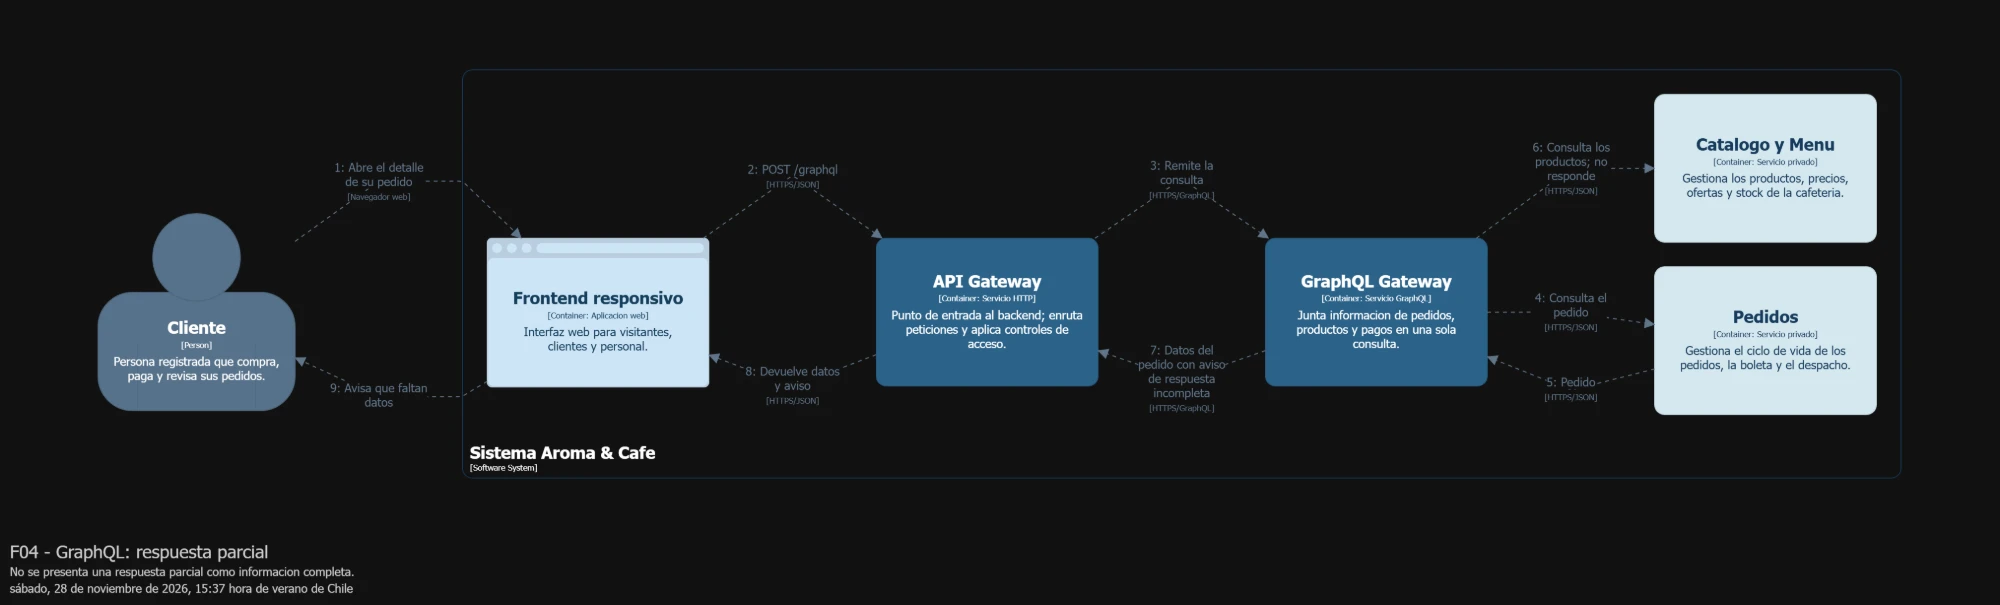 1: Abre el detalle
de su pedido
[Navegador web]
2: POST /graphql
[HTTPS/JSON]
3: Remite la
consulta
[HTTPS/GraphQL]
6: Consulta los
productos; no
responde
[HTTPS/JSON]
Catalogo y Menu
[Container: Servicio privado]
Gestiona los productos, precios,
ofertas y stock de la cafeteria.
Cliente
[Person]
Persona registrada que compra,
paga y revisa sus pedidos.
Frontend responsivo
[Container: Aplicacion web]
Interfaz web para visitantes,
clientes y personal.
API Gateway
[Container: Servicio HTTP]
Punto de entrada al backend; enruta
peticiones y aplica controles de
acceso.
GraphQL Gateway
[Container: Servicio GraphQL]
Junta informacion de pedidos,
productos y pagos en una sola
consulta.
4: Consulta el
pedido
[HTTPS/JSON]
Pedidos
[Container: Servicio privado]
Gestiona el ciclo de vida de los
pedidos, la boleta y el despacho.
5: Pedido
[HTTPS/JSON]
7: Datos del
pedido con aviso
de respuesta
incompleta
[HTTPS/GraphQL]
8: Devuelve datos
y aviso
[HTTPS/JSON]
9: Avisa que faltan
datos
Sistema Aroma & Cafe
[Software System]
F04 - GraphQL: respuesta parcial
No se presenta una respuesta parcial como informacion completa.
sábado, 28 de noviembre de 2026, 15:37 hora de verano de Chile